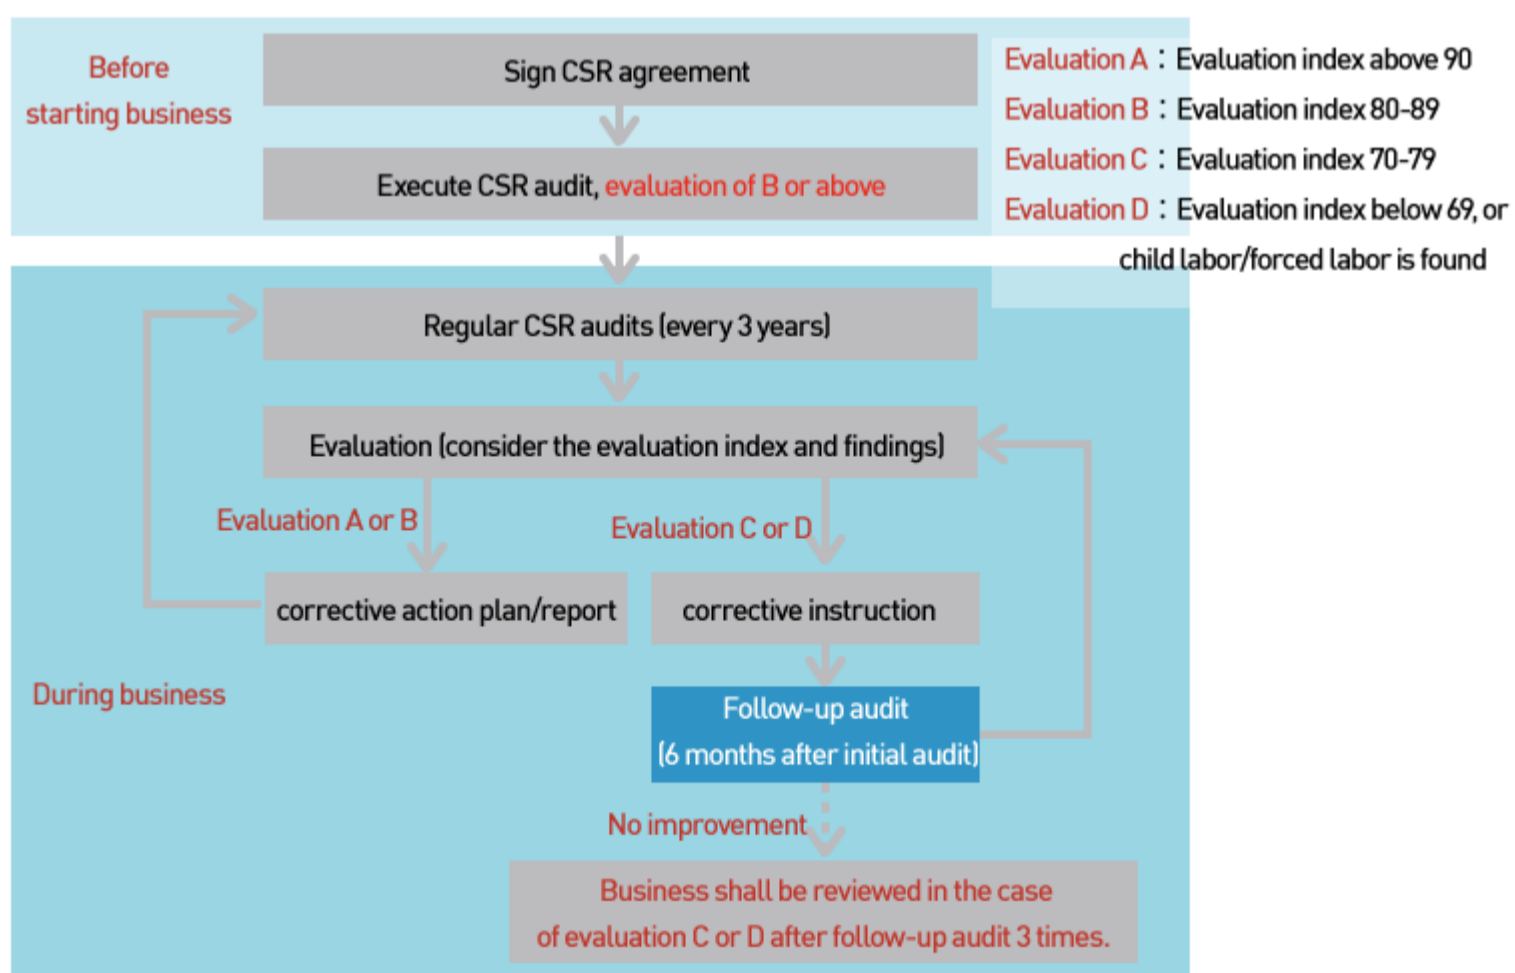 Before
starting business
Sign CSR agreement
Execute CSR audit, evaluation of B or above
Evaluation A : Evaluation index above 90
Evaluation B : Evaluation index 80-89
Evaluation C : Evaluation index 70-79
Evaluation D : Evaluation index below 69, or
child labor/forced labor is found
Regular CSR audits (every 3 years)
Evaluation (consider the evaluation index and findings)
Evaluation A or B
Evaluation C or D
corrective action plan/report
corrective instruction
During business
Follow-up audit
(6 months after initial audit)
No improvement
Business shall be reviewed in the case
of evaluation C or D after follow-up audit 3 times.